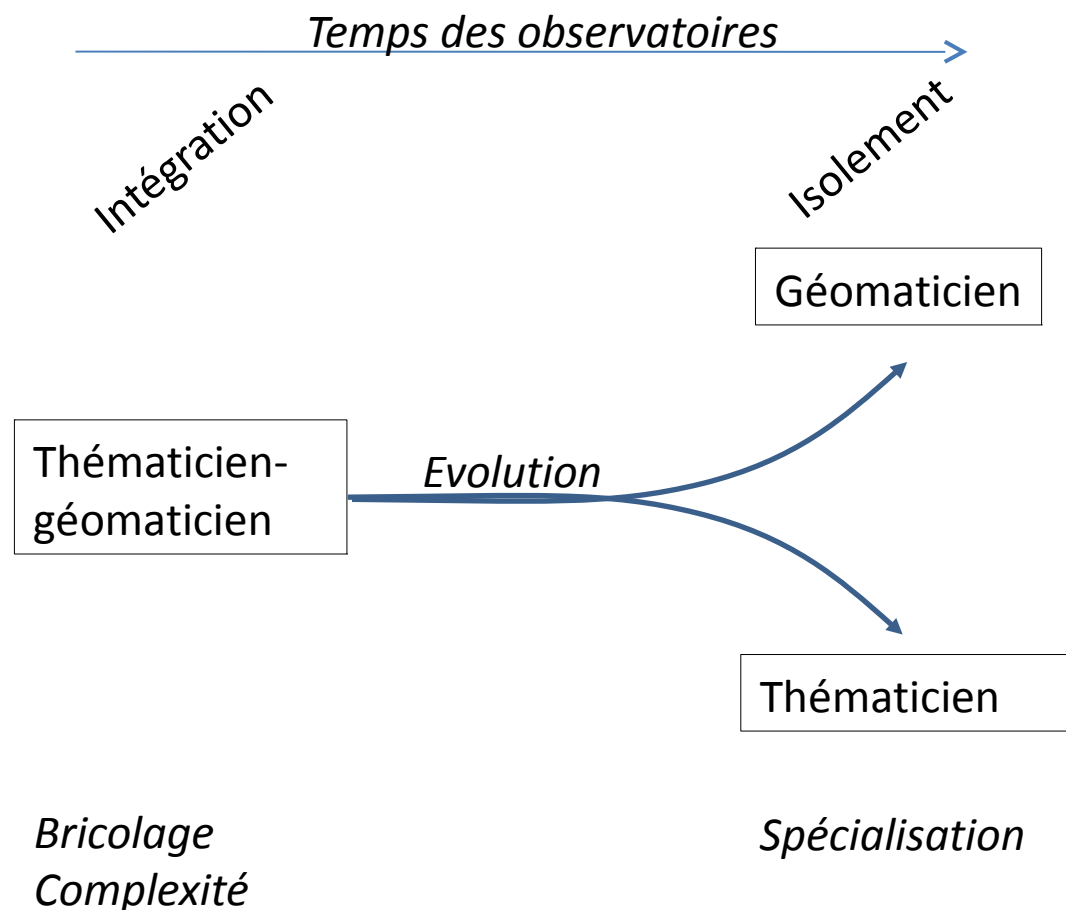 Temps des observatoires
Intégration
Isolement
Géomaticien
Thématicien-
géomaticien
Evolution
Thématicien
Bricolage
Complexité
Spécialisation